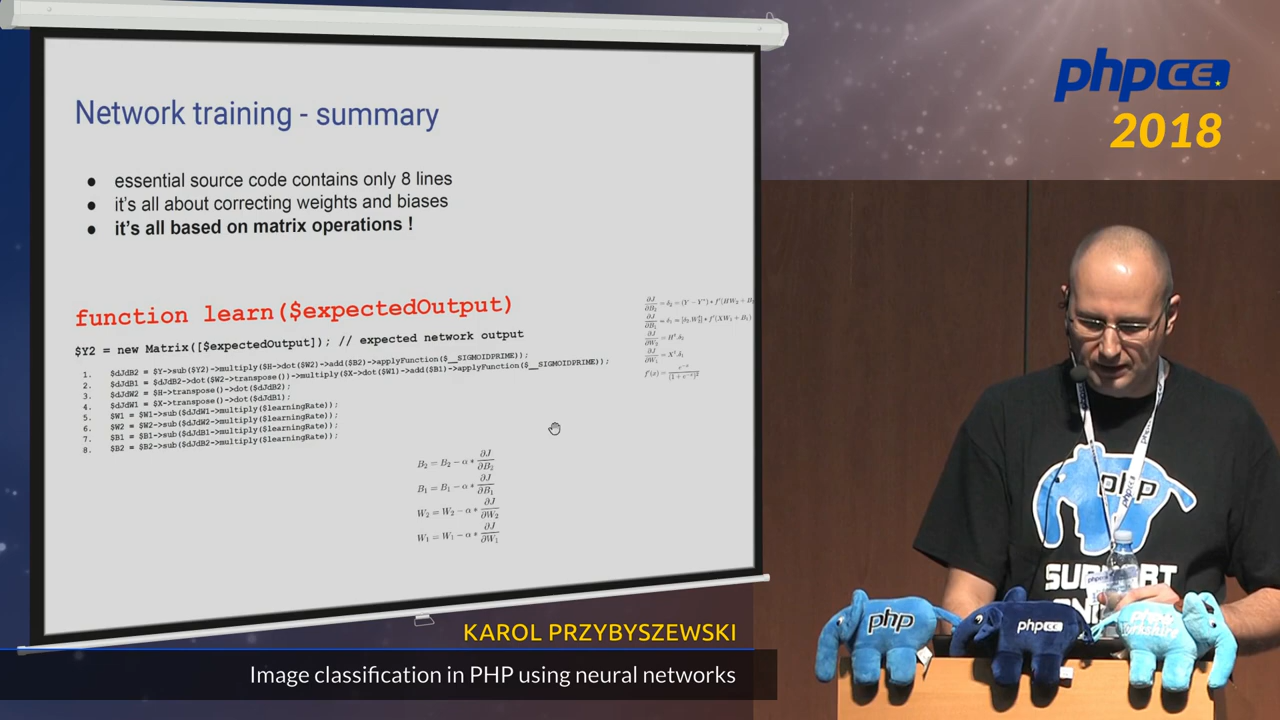 Network training - summary
● essential source code contains only 8 lines
● it's all about correcting weights and biases
● it's all based on matrix operations !
function learn($expectedOutput)
$Y2 = new Matrix([$expectedOutput]); // expected network output
1. $dJdB2 = $Y->sub($Y2)->multiply($H->dot($W2)->add($B2)->applyFunction($__SIGMOIDPRIME));
2. $dJdB1 = $dJdB2->dot($W2->transpose())->multiply($X->dot($W1)->add($B1)->applyFunction($__SIGMOIDPRIME));
3. $dJdW2 = $H->transpose()->dot($dJdB2);
4. $dJdW1 = $X->transpose()->dot($dJdB1);
5. $W1 = $W1->sub($dJdW1->multiply($learningRate));
6. $W2 = $W2->sub($dJdW2->multiply($learningRate));
7. $B1 = $B1->sub($dJdB1->multiply($learningRate));
8. $B2 = $B2->sub($dJdB2->multiply($learningRate));
B₂ = B₂ − α * ∂J/∂B₂
B₁ = B₁ − α * ∂J/∂B₁
W₂ = W₂ − α * ∂J/∂W₂
W₁ = W₁ − α * ∂J/∂W₁
phpce
2018
php
php
phpce
KAROL PRZYBYSZEWSKI
Image classification in PHP using neural networks